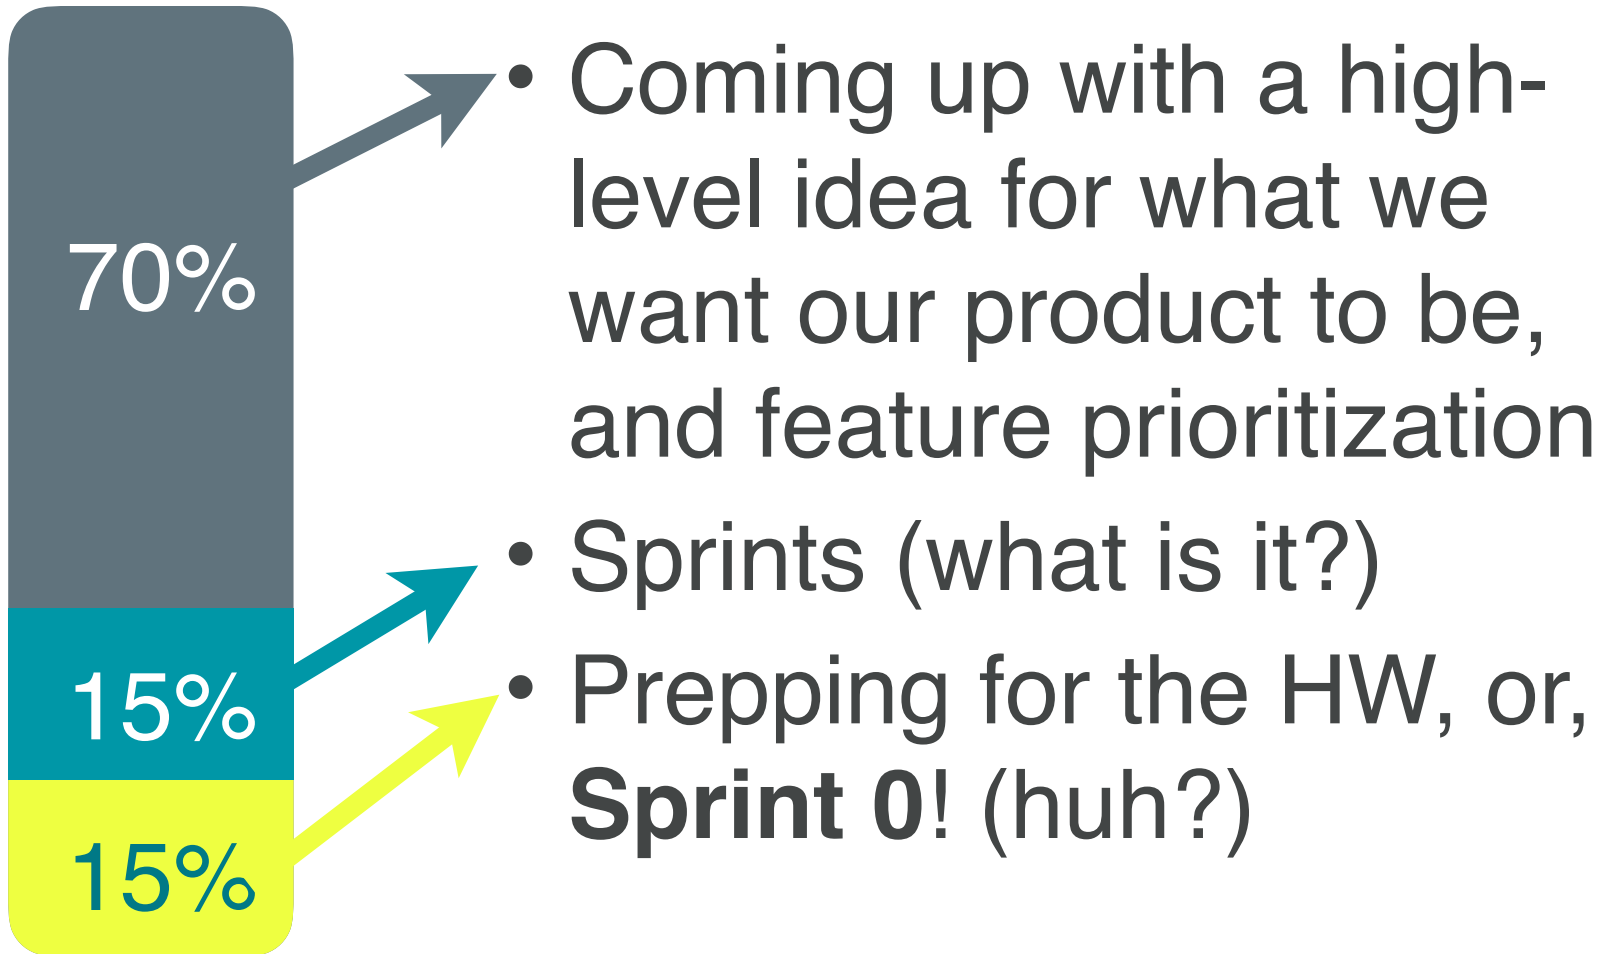 70%
15%
15%
• Coming up with a high-
level idea for what we
want our product to be,
and feature prioritization
• Sprints (what is it?)
• Prepping for the HW, or,
Sprint 0! (huh?)